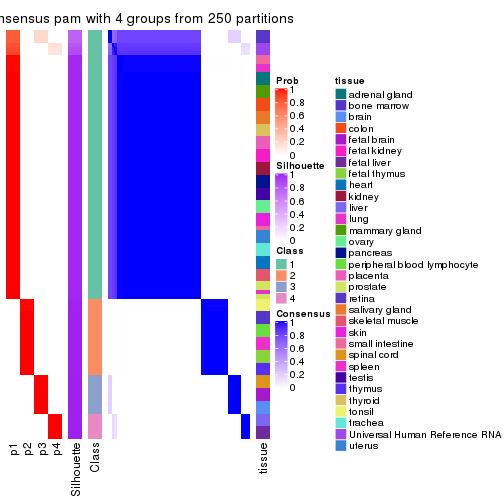 nsensus pam with 4 groups from 250 partitions
Prob
1
0.8
0.6
0.4
0.2
0
Silhouette
1
0.8
0.6
0.4
0.2
0
Class
1
2
3
4
Consensus
1
0.8
0.6
0.4
0.2
0
tissue
adrenal gland
bone marrow
brain
colon
fetal brain
fetal kidney
fetal liver
fetal thymus
heart
kidney
liver
lung
mammary gland
ovary
pancreas
peripheral blood lymphocyte
placenta
prostate
retina
salivary gland
skeletal muscle
skin
small intestine
spinal cord
spleen
testis
thymus
thyroid
tonsil
trachea
Universal Human Reference RNA
uterus
p1
p2
p3
p4
Silhouette
Class
tissue